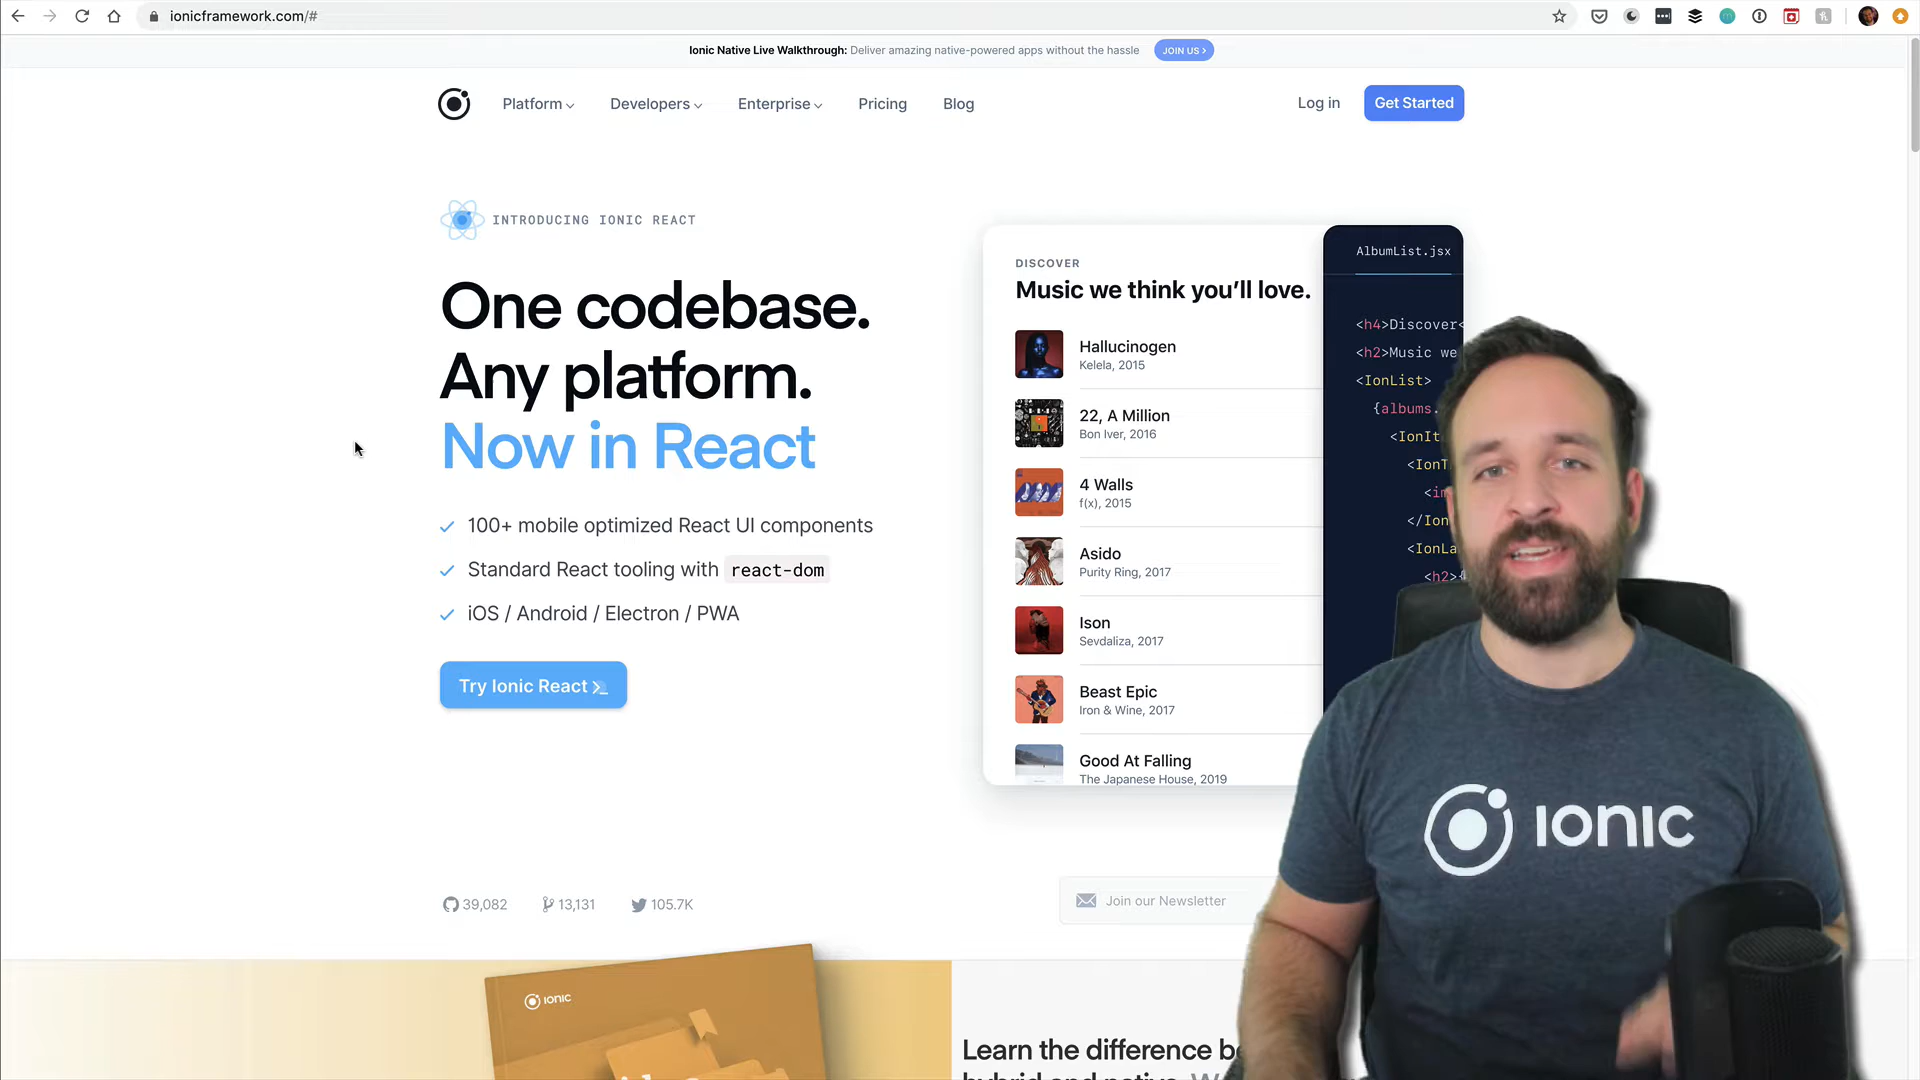 ionicframework.com/#
Ionic Native Live Walkthrough: Deliver amazing native-powered apps without the hassle
JOIN US >
Platform
Developers
Enterprise
Pricing
Blog
Log in
Get Started
INTRODUCING IONIC REACT
One codebase.
Any platform.
Now in React
100+ mobile optimized React UI components
Standard React tooling with react-dom
iOS / Android / Electron / PWA
Try Ionic React >_
39,082
13,131
105.7K
DISCOVER
Music we think you’ll love.
Hallucinogen
Kelela, 2015
22, A Million
Bon Iver, 2016
4 Walls
f(x), 2015
Asido
Purity Ring, 2017
Ison
Sevdaliza, 2017
Beast Epic
Iron & Wine, 2017
Good At Falling
The Japanese House, 2019
AlbumList.jsx
<h4>Discover<
<h2>Music we
<IonList>
{albums.
<IonIt
<IonT
<im
</Ion
<IonLa
<h2>{
Join our Newsletter
IONIC
IONIC
Learn the difference
hybrid and native.